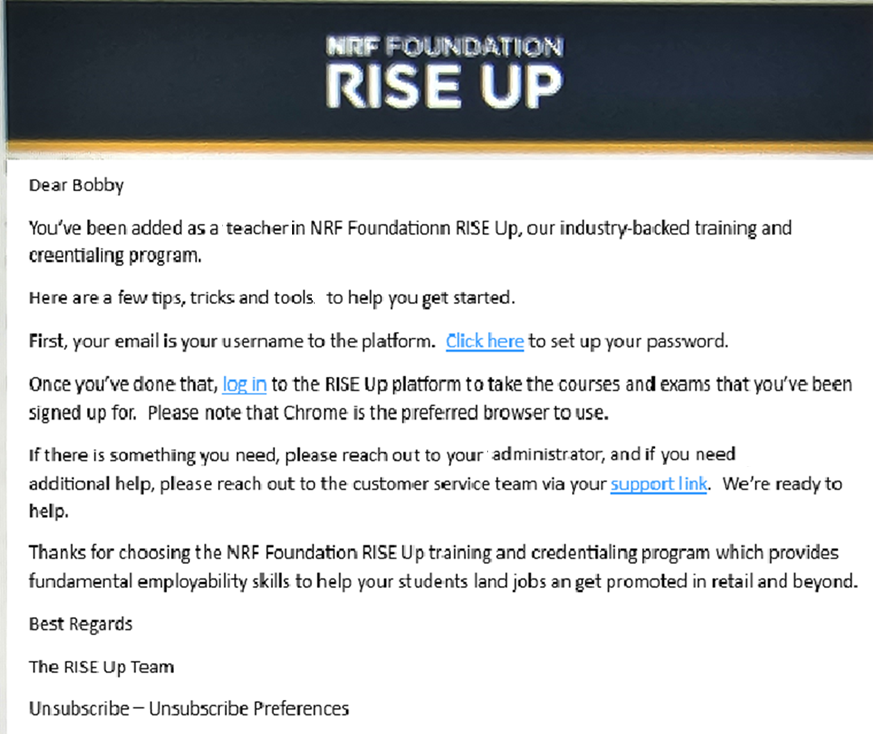 NRF FOUNDATION
RISE UP
Dear Bobby
You've been added as a teacher in NRF Foundationn RISE Up, our industry-backed training and
creentialing program.
Here are a few tips, tricks and tools to help you get started.
First, your email is your username to the platform. Click here to set up your password.
Once you've done that, log in to the RISE Up platform to take the courses and exams that you've been
signed up for. Please note that Chrome is the preferred browser to use.
If there is something you need, please reach out to your administrator, and if you need
additional help, please reach out to the customer service team via your support link. We're ready to
help.
Thanks for choosing the NRF Foundation RISE Up training and credentialing program which provides
fundamental employability skills to help your students land jobs an get promoted in retail and beyond.
Best Regards
The RISE Up Team
Unsubscribe – Unsubscribe Preferences